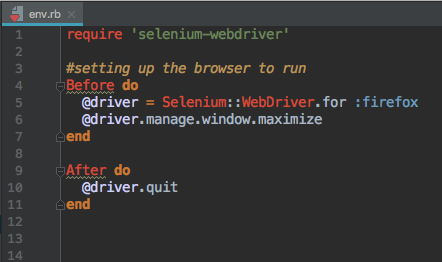 env.rb
1 require 'selenium-webdriver'
2
3 #setting up the browser to run
4 Before do
5   @driver = Selenium::WebDriver.for :firefox
6   @driver.manage.window.maximize
7 end
8
9 After do
10   @driver.quit
11 end
12
13
14